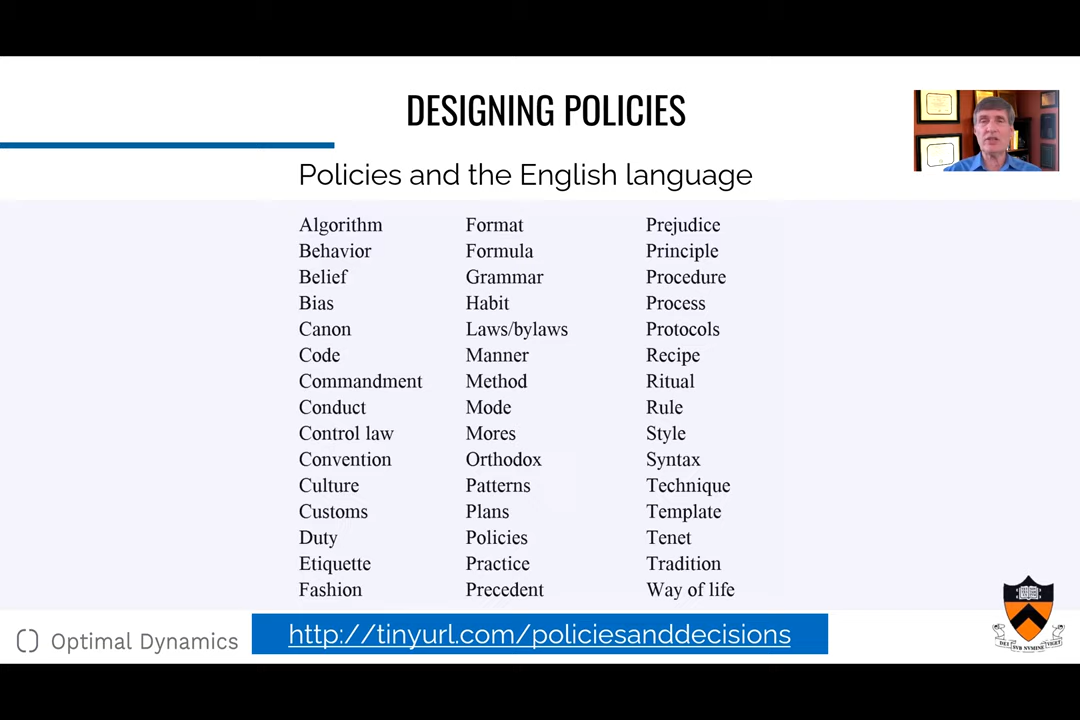 DESIGNING POLICIES
Policies and the English language
Algorithm
Behavior
Belief
Bias
Canon
Code
Commandment
Conduct
Control law
Convention
Culture
Customs
Duty
Etiquette
Fashion
Format
Formula
Grammar
Habit
Laws/bylaws
Manner
Method
Mode
Mores
Orthodox
Patterns
Plans
Policies
Practice
Precedent
Prejudice
Principle
Procedure
Process
Protocols
Recipe
Ritual
Rule
Style
Syntax
Technique
Template
Tenet
Tradition
Way of life
Optimal Dynamics
http://tinyurl.com/policiesanddecisions